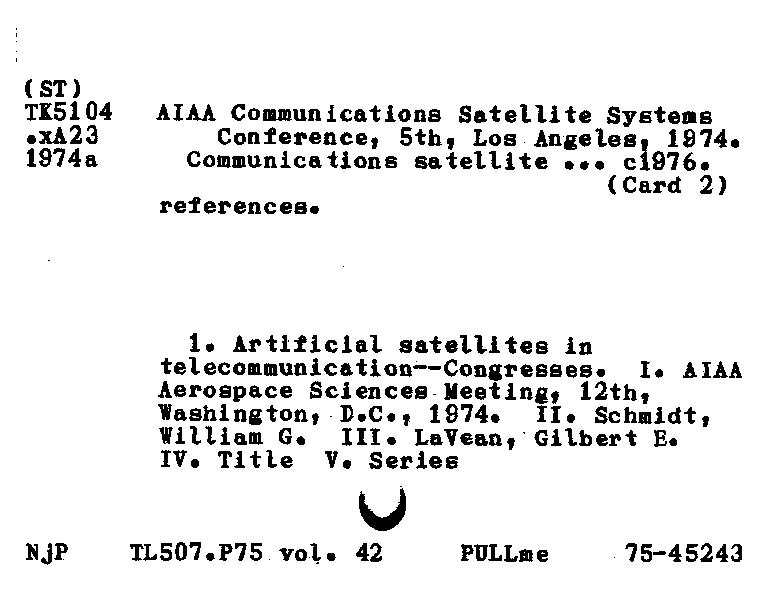 (ST)
TK5104 AIAA Communications Satellite Systems
.xA23 Conference, 5th, Los Angeles, 1974.
1974a Communications satellite ... c1976.
(Card 2)
references.
1. Artificial satellites in
telecommunication--Congresses. I. AIAA
Aerospace Sciences Meeting, 12th,
Washington, D.C., 1974. II. Schmidt,
William G. III. LaVean, Gilbert E.
IV. Title V. Series
NjP TL507.P75 vol. 42 PULLme 75-45243